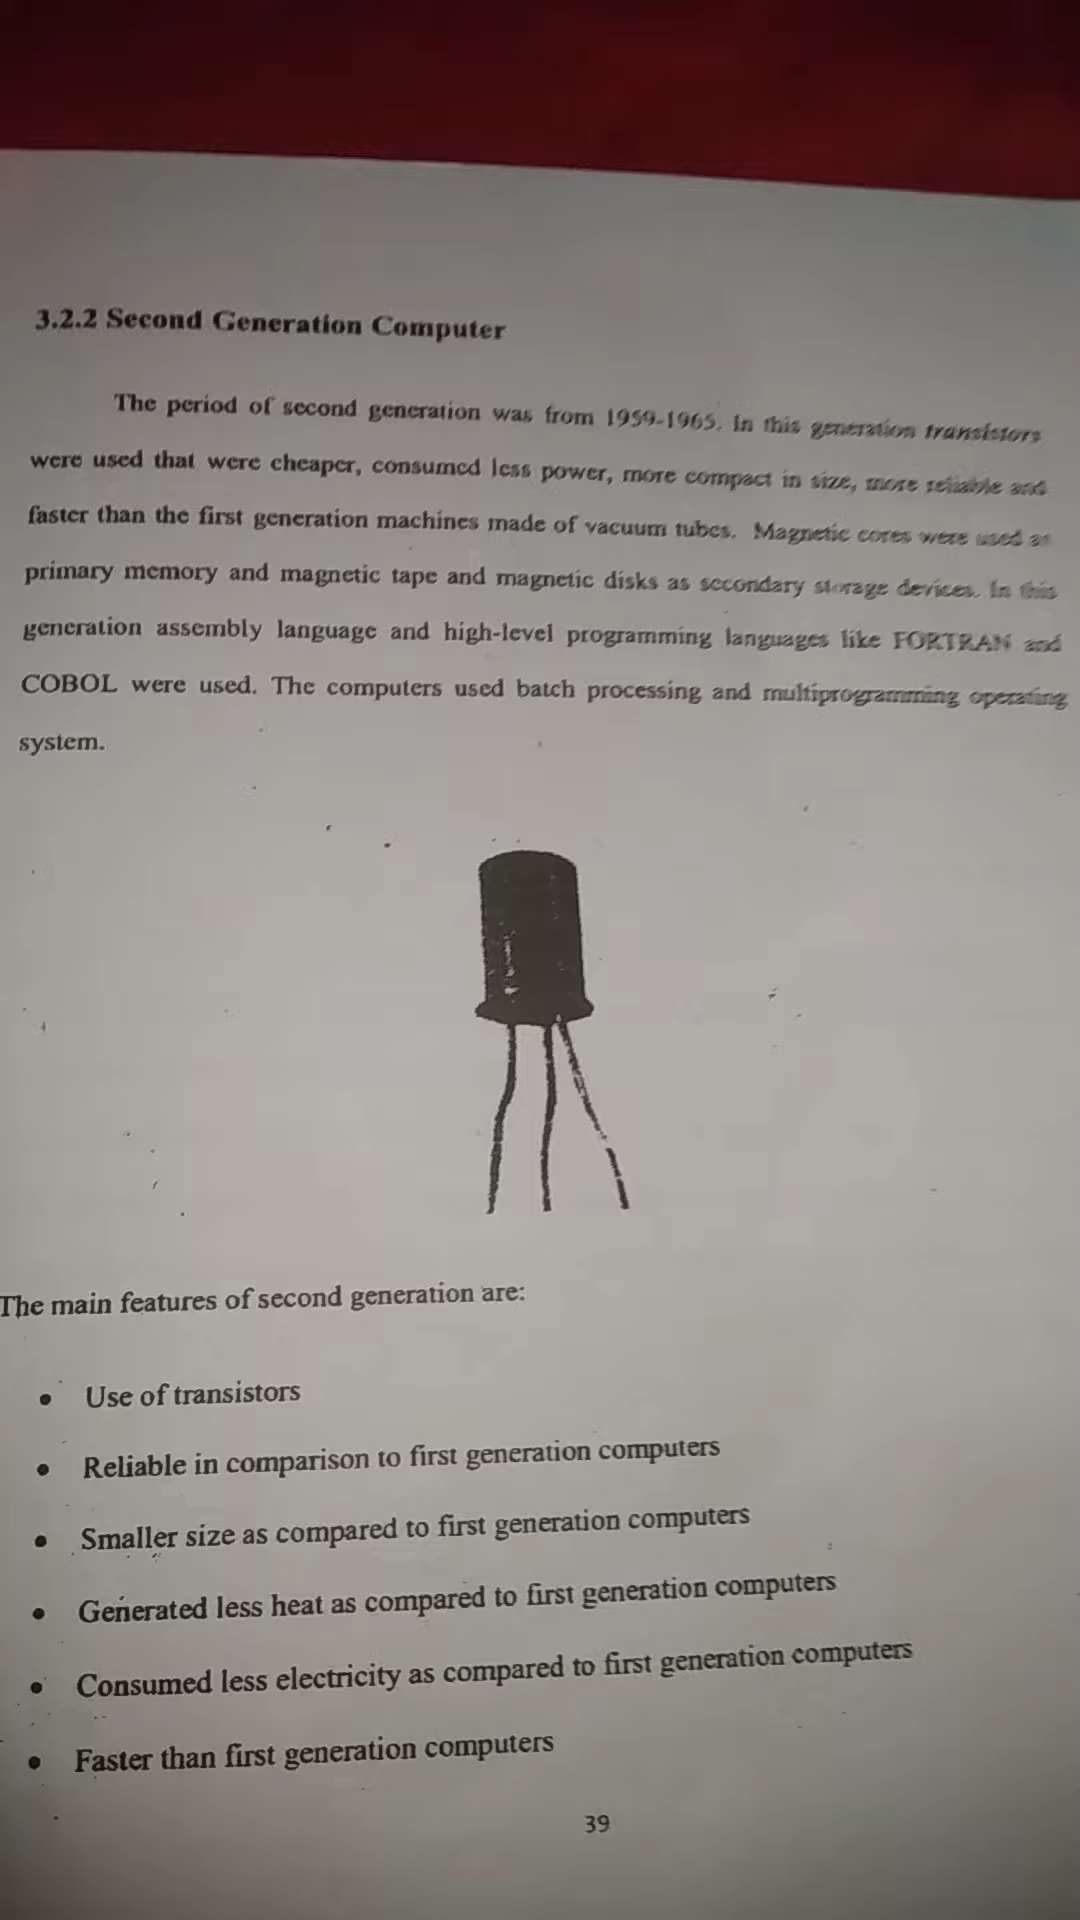 3.2.2 Second Generation Computer
The period of second generation was from 1959-1965. In this generation transistors
were used that were cheaper, consumed less power, more compact in size, more reliable and
faster than the first generation machines made of vacuum tubes. Magnetic cores were used as
primary memory and magnetic tape and magnetic disks as secondary storage devices. In this
generation assembly language and high-level programming languages like FORTRAN and
COBOL were used. The computers used batch processing and multiprogramming operating
system.
The main features of second generation are:
• Use of transistors
• Reliable in comparison to first generation computers
• Smaller size as compared to first generation computers
• Generated less heat as compared to first generation computers
• Consumed less electricity as compared to first generation computers
• Faster than first generation computers
39